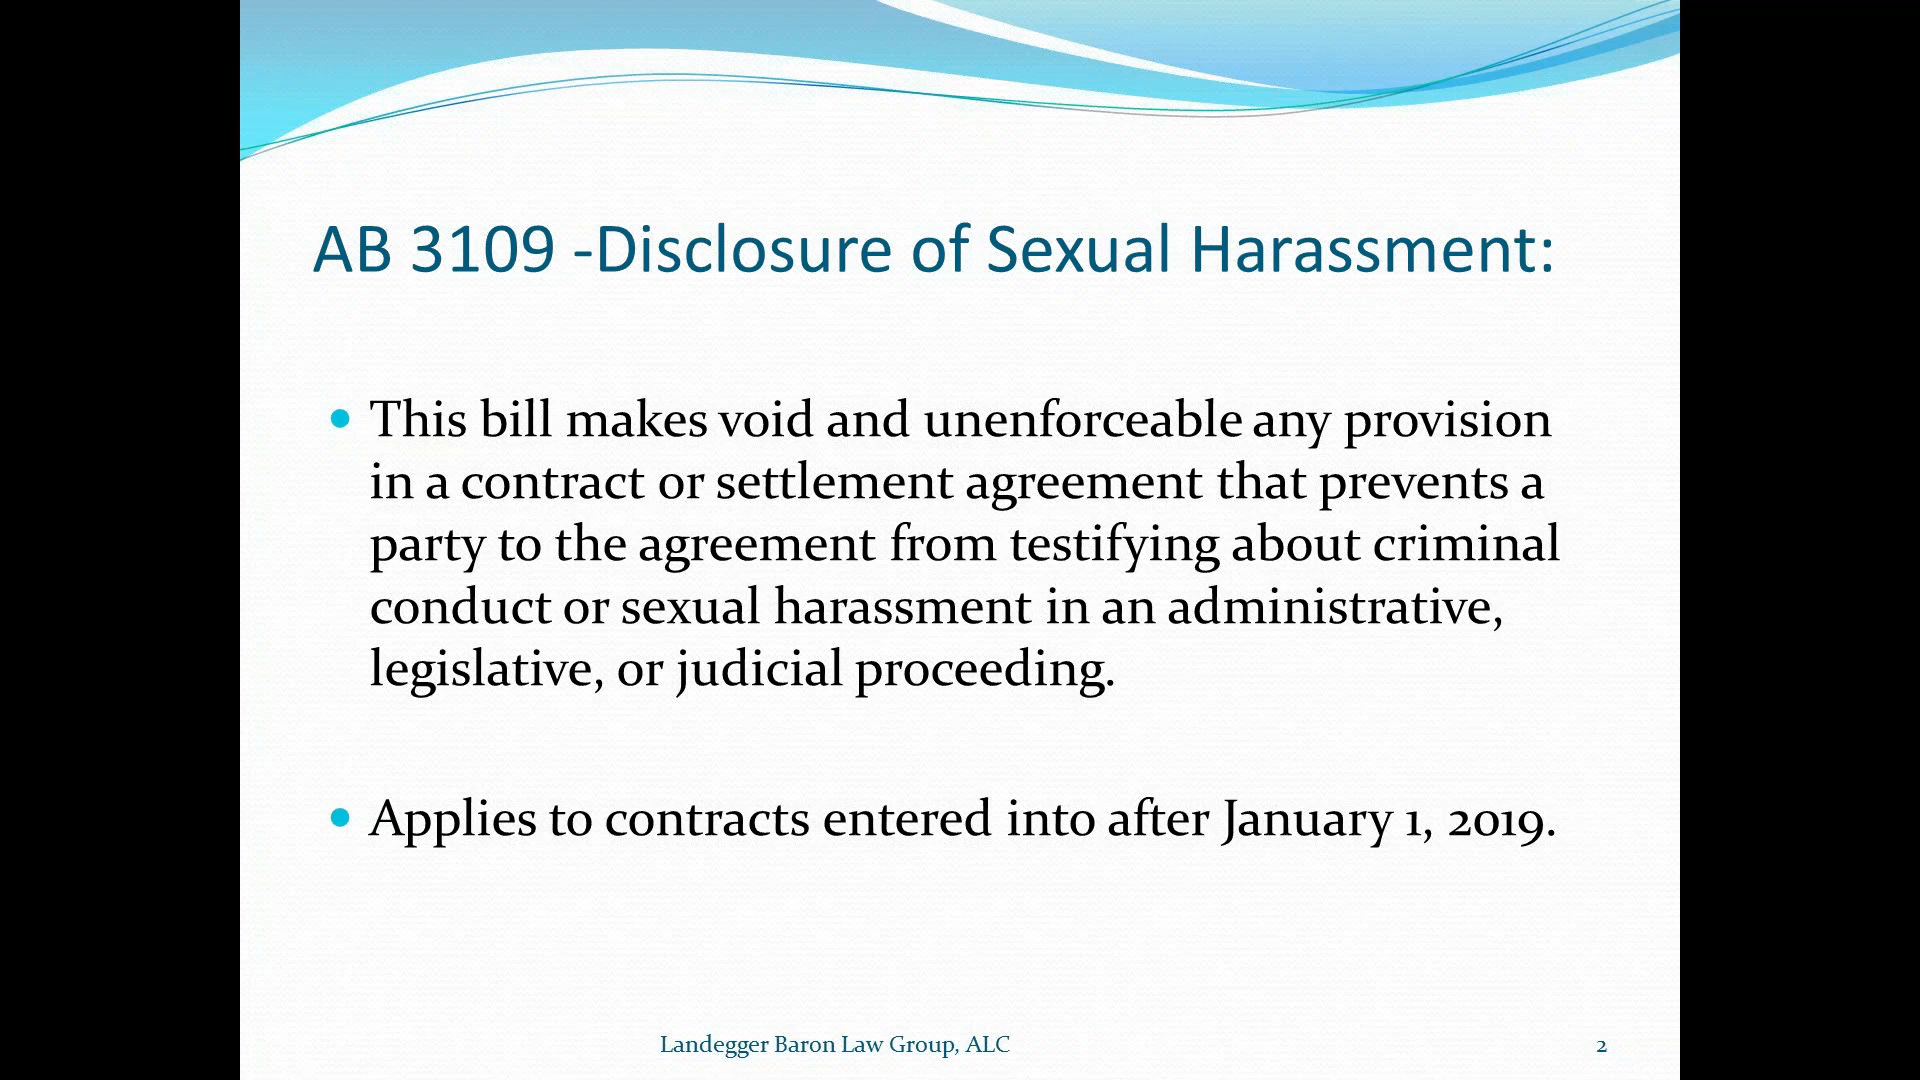 AB 3109 -Disclosure of Sexual Harassment:
This bill makes void and unenforceable any provision
in a contract or settlement agreement that prevents a
party to the agreement from testifying about criminal
conduct or sexual harassment in an administrative,
legislative, or judicial proceeding.
Applies to contracts entered into after January 1, 2019.
Landegger Baron Law Group, ALC
2